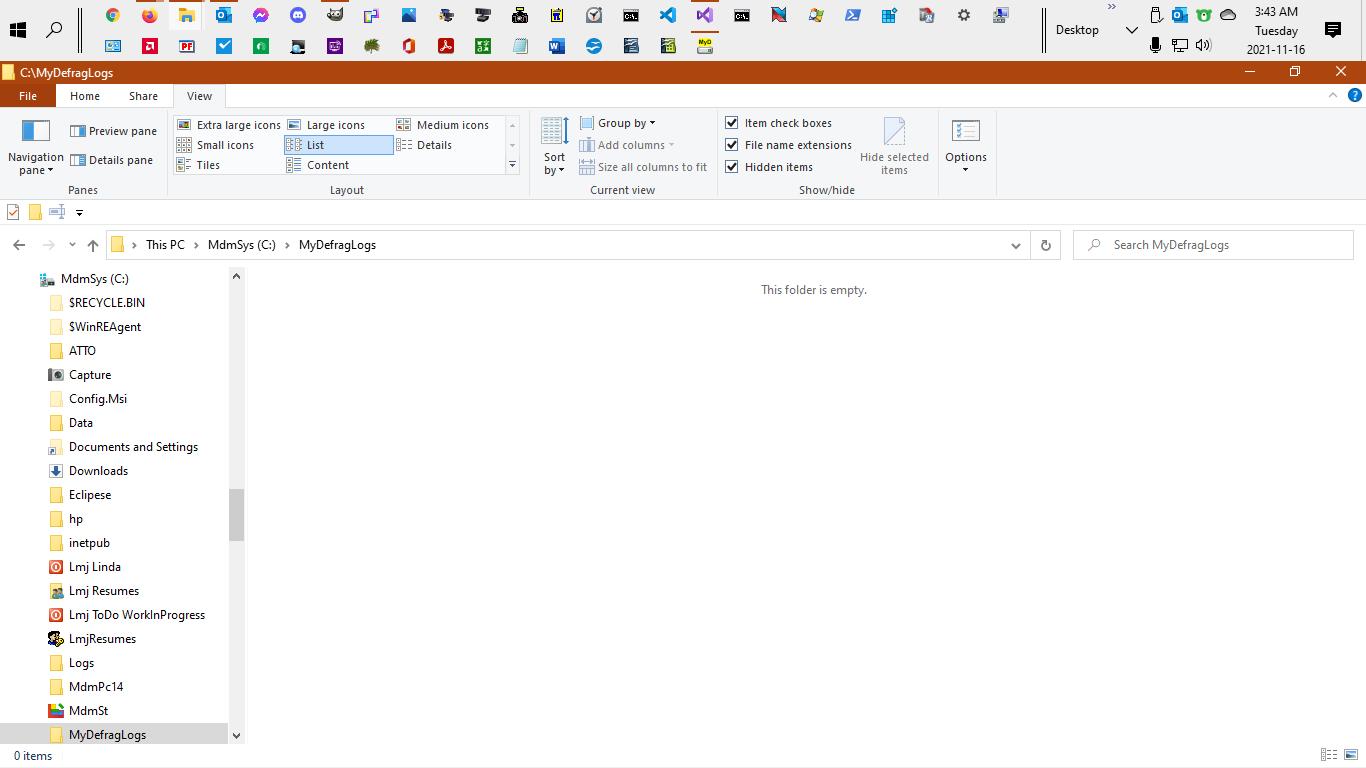 3:43 AM
Desktop
Tuesday
2021-11-16
C:\MyDefragLogs
File Home Share View
Extra large icons Large icons Medium icons
Small icons List Details
Tiles Content
Navigation pane
Preview pane
Details pane
Panes
Layout
Sort by
Group by
Add columns
Size all columns to fit
Current view
Item check boxes
File name extensions
Hidden items
Hide selected items
Show/hide
Options
This PC MdmSys (C:) MyDefragLogs
Search MyDefragLogs
MdmSys (C:)
$RECYCLE.BIN
$WinREAgent
ATTO
Capture
Config.Msi
Data
Documents and Settings
Downloads
Eclipese
hp
inetpub
Lmj Linda
Lmj Resumes
Lmj ToDo WorkInProgress
LmjResumes
Logs
MdmPc14
MdmSt
MyDefragLogs
This folder is empty.
0 items